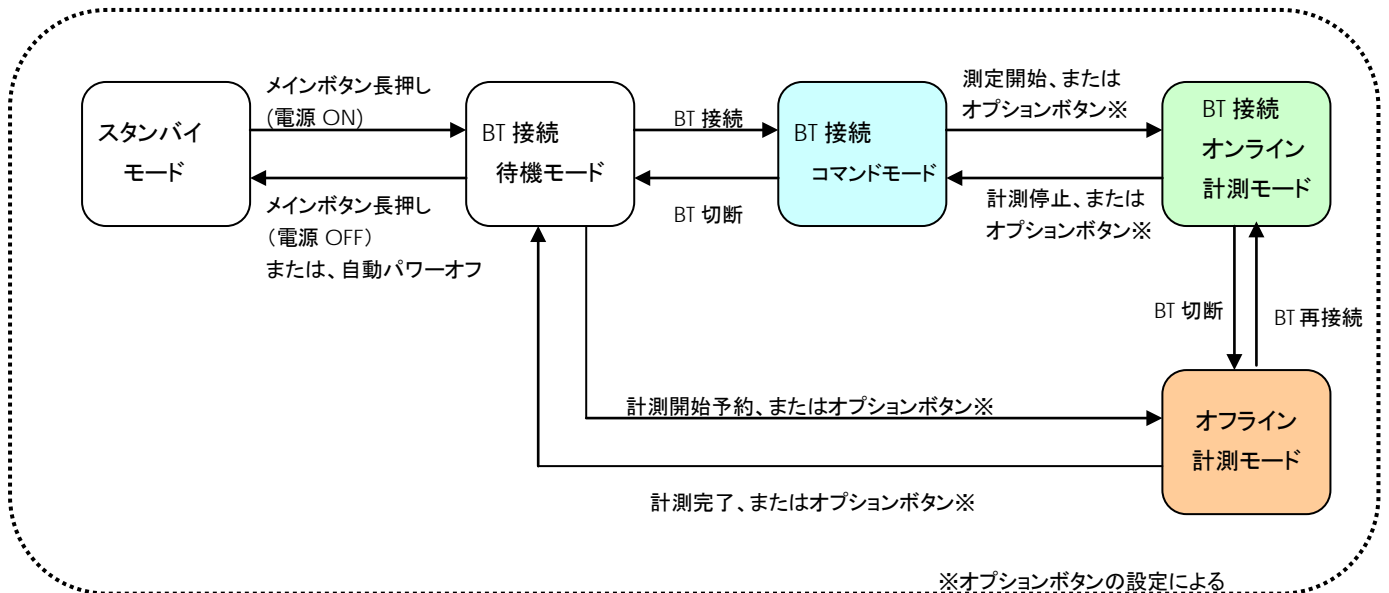 メインボタン長押し
(電源 ON)
スタンバイ
モード
メインボタン長押し
（電源 OFF）
または、自動パワーオフ
BT 接続
待機モード
BT 接続
BT 切断
BT 接続
コマンドモード
測定開始、または
オプションボタン※
計測停止、または
オプションボタン※
BT 接続
オンライン
計測モード
BT 切断
BT 再接続
計測開始予約、またはオプションボタン※
オフライン
計測モード
計測完了、またはオプションボタン※
※オプションボタンの設定による